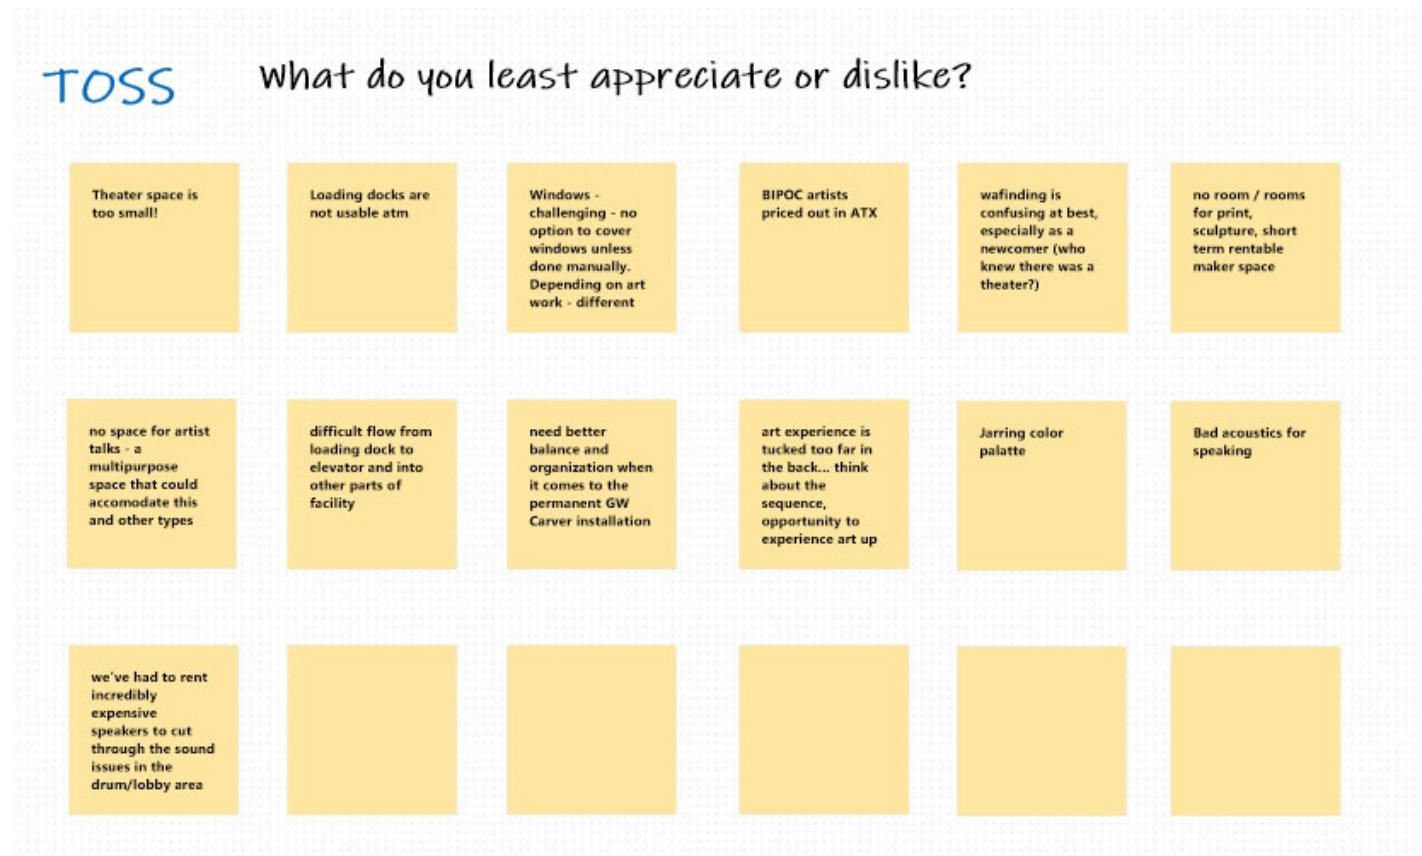 TOSS What do you least appreciate or dislike?
Theater space is
too small!
Loading docks are
not usable atm
Windows -
challenging - no
option to cover
windows unless
done manually.
Depending on art
work - different
BIPOC artists
priced out in ATX
wafinding is
confusing at best,
especially as a
newcomer (who
knew there was a
theater?)
no room / rooms
for print,
sculpture, short
term rentable
maker space
no space for artist
talks - a
multipurpose
space that could
accomodate this
and other types
difficult flow from
loading dock to
elevator and into
other parts of
facility
need better
balance and
organization when
it comes to the
permanent GW
Carver installation
art experience is
tucked too far in
the back... think
about the
sequence,
opportunity to
experience art up
Jarring color
palatte
Bad acoustics for
speaking
we've had to rent
incredibly
expensive
speakers to cut
through the sound
issues in the
drum/lobby area